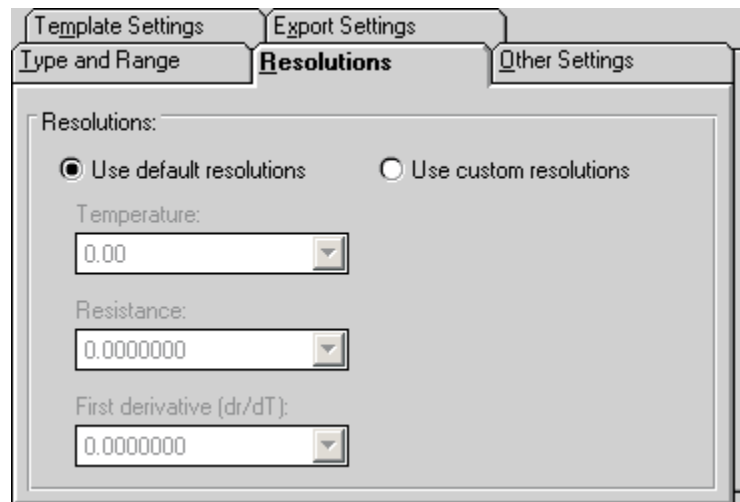 Template Settings
Export Settings
Type and Range
Resolutions
Other Settings
Resolutions:
Use default resolutions
Use custom resolutions
Temperature:
0.00
Resistance:
0.0000000
First derivative (dr/dT):
0.0000000